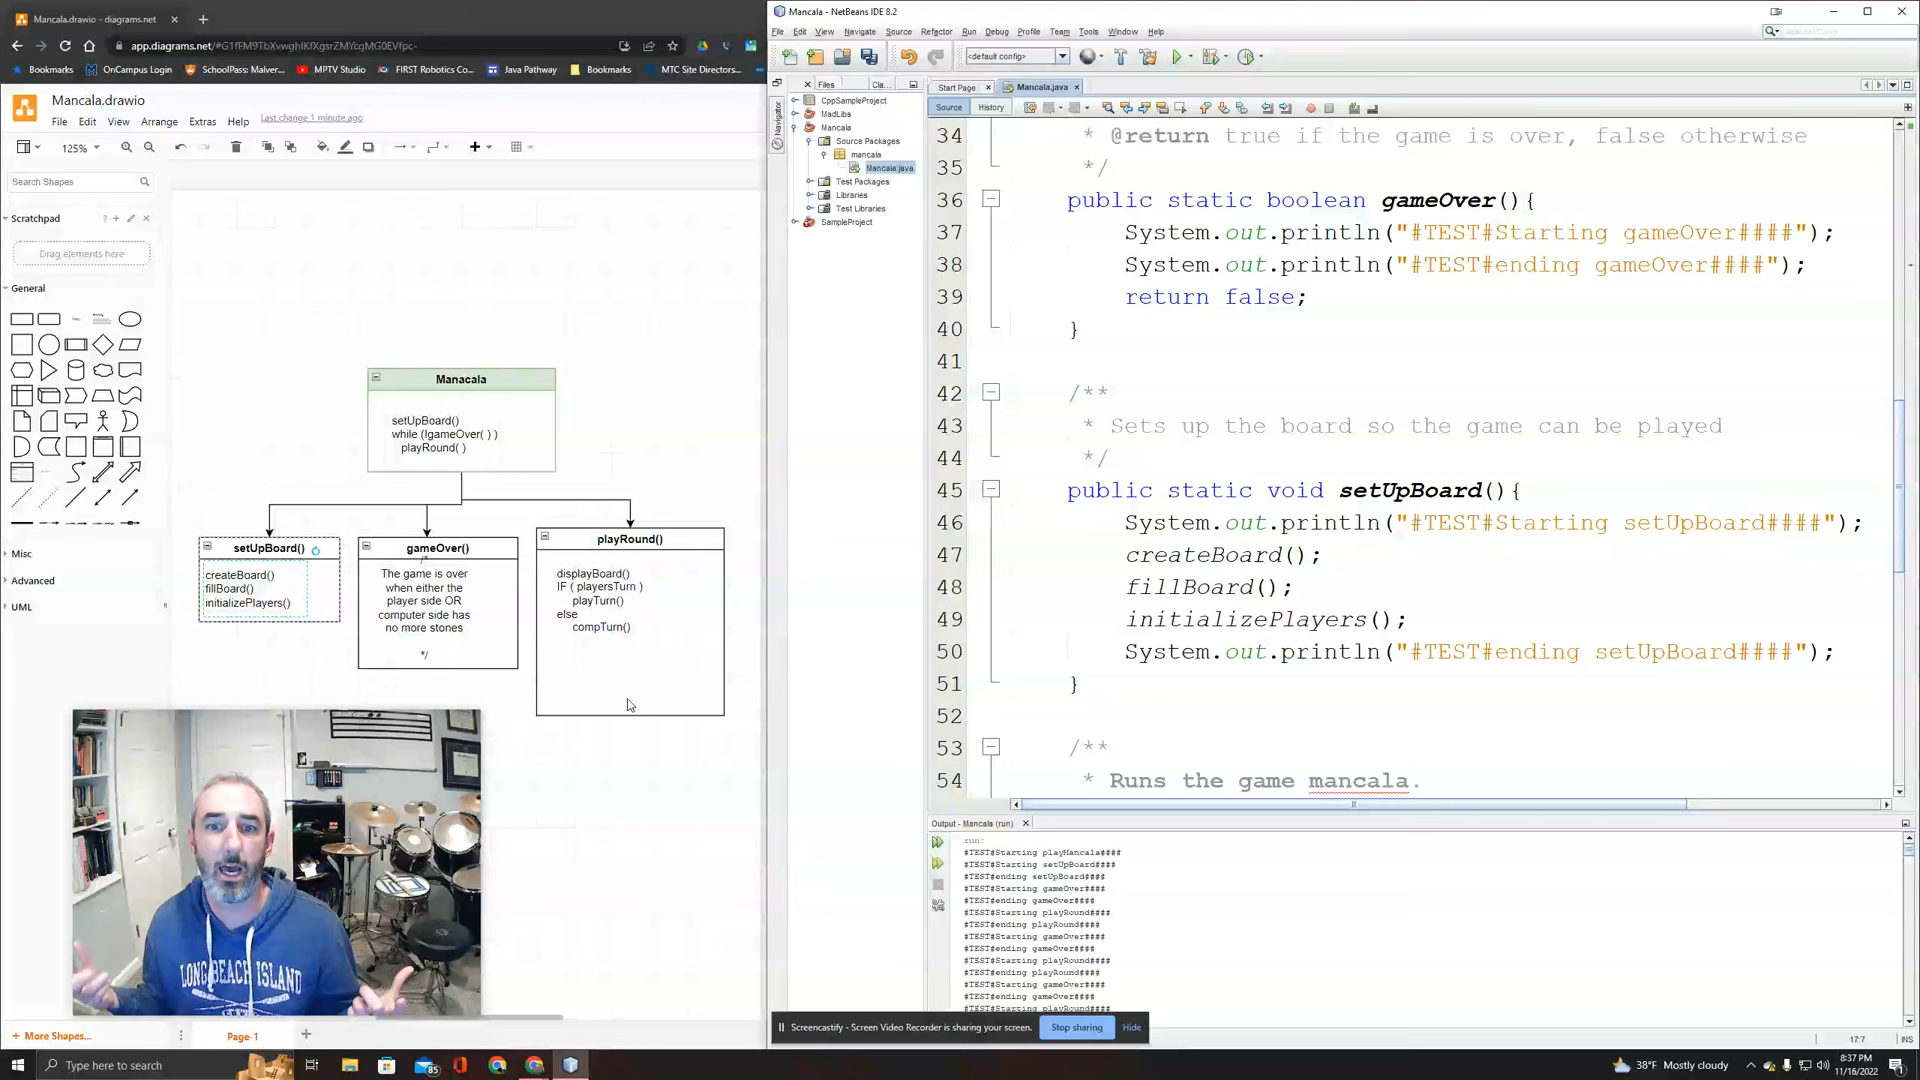 Mancala.drawio - diagrams.net
app.diagrams.net/#G1fFM9TbXvwghIKfXgsrZMYCgMG0EVfpc-
Bookmarks
OnCampus Login
SchoolPass: Malver...
MPTV Studio
FIRST Robotics Co...
Java Pathway
Bookmarks
MTC Site Directors...
Mancala.drawio
File Edit View Arrange Extras Help Last change 1 minute ago
125%
Search Shapes
Scratchpad
Drag elements here
General
Misc
Advanced
UML
Manacala
setUpBoard()
while (!gameOver( ) )
playRound( )
setUpBoard()
createBoard()
fillBoard()
initializePlayers()
gameOver()
/*
The game is over
when either the
player side OR
computer side has
no more stones
*/
playRound()
displayBoard()
IF ( playersTurn )
playTurn()
else
compTurn()
LONG BEACH ISLAND
+ More Shapes...
Page-1
Mancala - NetBeans IDE 8.2
File Edit View Navigate Source Refactor Run Debug Profile Team Tools Window Help
<default config>
Files
Cla...
Start Page
Mancala.java
Source History
Navigator
CppSampleProject
MadLibs
Mancala
Source Packages
mancala
Mancala.java
Test Packages
Libraries
Test Libraries
SampleProject
34 * @return true if the game is over, false otherwise
35 */
36 public static boolean gameOver(){
37 System.out.println("#TEST#Starting gameOver####");
38 System.out.println("#TEST#ending gameOver####");
39 return false;
40 }
41
42 /**
43 * Sets up the board so the game can be played
44 */
45 public static void setUpBoard(){
46 System.out.println("#TEST#Starting setUpBoard####");
47 createBoard();
48 fillBoard();
49 initializePlayers();
50 System.out.println("#TEST#ending setUpBoard####");
51 }
52
53 /**
54 * Runs the game mancala.
Output - Mancala (run)
run:
#TEST#Starting playMancala####
#TEST#Starting setUpBoard####
#TEST#ending setUpBoard####
#TEST#Starting gameOver####
#TEST#ending gameOver####
#TEST#Starting playRound####
#TEST#ending playRound####
#TEST#Starting gameOver####
#TEST#ending gameOver####
#TEST#Starting playRound####
#TEST#ending playRound####
#TEST#Starting gameOver####
#TEST#ending gameOver####
#TEST#Starting playRound####
Screencastify - Screen Video Recorder is sharing your screen.
Stop sharing
Hide
17:7
INS
Type here to search
85
38°F Mostly cloudy
8:37 PM
11/16/2022